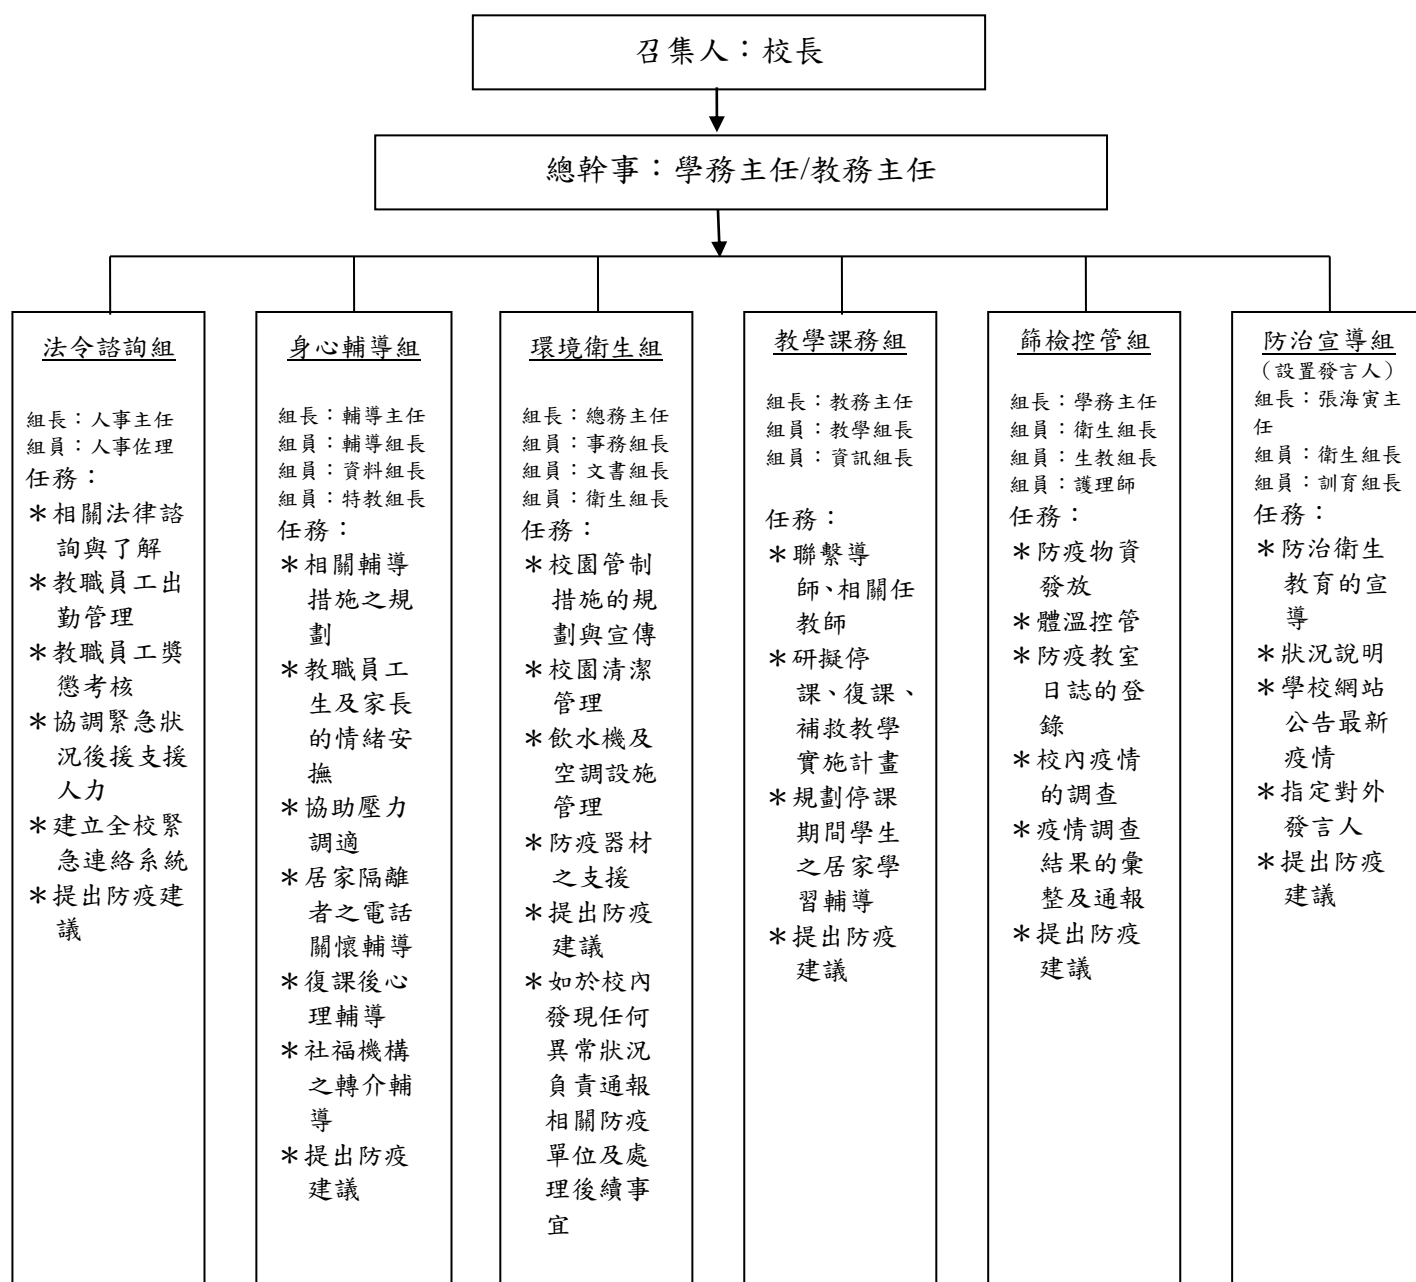 召集人：校長
總幹事：學務主任/教務主任
法令諮詢組
組長：人事主任
組員：人事佐理
任務：
＊相關法律諮
詢與了解
＊教職員工出
勤管理
＊教職員工獎
懲考核
＊協調緊急狀
況後援支援
人力
＊建立全校緊
急連絡系統
＊提出防疫建
議
身心輔導組
組長：輔導主任
組員：輔導組長
組員：資料組長
組員：特教組長
任務：
＊相關輔導
措施之規
劃
＊教職員工
生及家長
的情緒安
撫
＊協助壓力
調適
＊居家隔離
者之電話
關懷輔導
＊復課後心
理輔導
＊社福機構
之轉介輔
導
＊提出防疫
建議
環境衛生組
組長：總務主任
組員：事務組長
組員：文書組長
組員：衛生組長
任務：
＊校園管制
措施的規
劃與宣傳
＊校園清潔
管理
＊飲水機及
空調設施
管理
＊防疫器材
之支援
＊提出防疫
建議
＊如於校內
發現任何
異常狀況
負責通報
相關防疫
單位及處
理後續事
宜
教學課務組
組長：教務主任
組員：教學組長
組員：資訊組長
任務：
＊聯繫導
師、相關任
教師
＊研擬停
課、復課、
補救教學
實施計畫
＊規劃停課
期間學生
之居家學
習輔導
＊提出防疫
建議
篩檢控管組
組長：學務主任
組員：衛生組長
組員：生教組長
組員：護理師
任務：
＊防疫物資
發放
＊體溫控管
＊防疫教室
日誌的登
錄
＊校內疫情
的調查
＊疫情調查
結果的彙
整及通報
＊提出防疫
建議
防治宣導組
（設置發言人）
組長：張海寅主
任
組員：衛生組長
組員：訓育組長
任務：
＊防治衛生
教育的宣
導
＊狀況說明
＊學校網站
公告最新
疫情
＊指定對外
發言人
＊提出防疫
建議